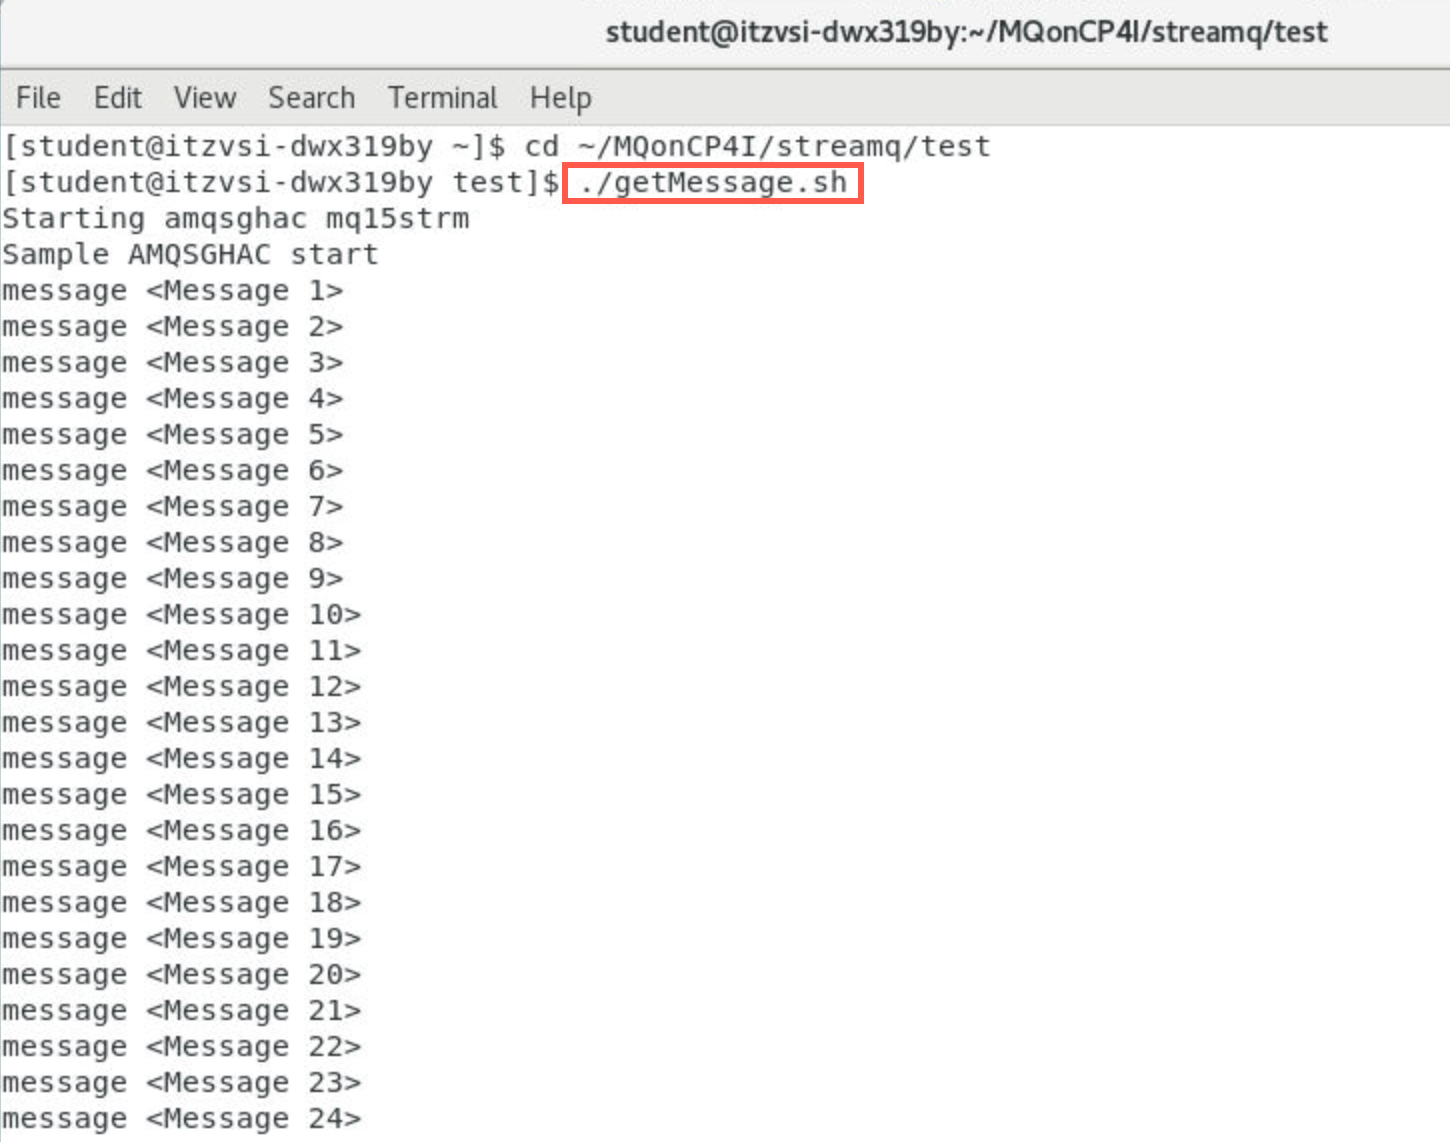 student@itzvsi-dwx319by:~/MQonCP4I/streamq/test
File Edit View Search Terminal Help
[student@itzvsi-dwx319by ~]$ cd ~/MQonCP4I/streamq/test
[student@itzvsi-dwx319by test]$ ./getMessage.sh
Starting amqsghac mq15strm
Sample AMQSGHAC start
message <Message 1>
message <Message 2>
message <Message 3>
message <Message 4>
message <Message 5>
message <Message 6>
message <Message 7>
message <Message 8>
message <Message 9>
message <Message 10>
message <Message 11>
message <Message 12>
message <Message 13>
message <Message 14>
message <Message 15>
message <Message 16>
message <Message 17>
message <Message 18>
message <Message 19>
message <Message 20>
message <Message 21>
message <Message 22>
message <Message 23>
message <Message 24>